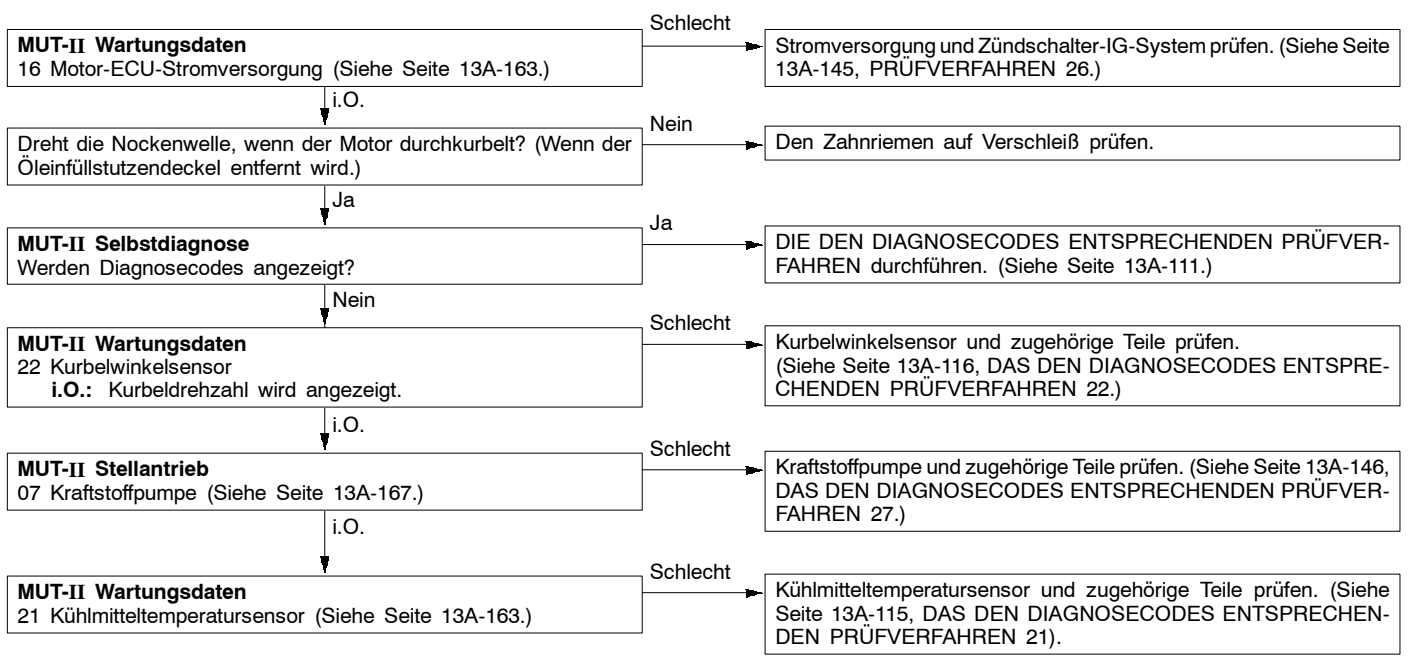 Schlecht
MUT-II Wartungsdaten
16 Motor-ECU-Stromversorgung (Siehe Seite 13A-163.)
Stromversorgung und Zündschalter-IG-System prüfen. (Siehe Seite
13A-145, PRÜFVERFAHREN 26.)
i.O.
Nein
Dreht die Nockenwelle, wenn der Motor durchkurbelt? (Wenn der
Öleinfüllstutzendeckel entfernt wird.)
Den Zahnriemen auf Verschleiß prüfen.
Ja
Ja
MUT-II Selbstdiagnose
Werden Diagnosecodes angezeigt?
DIE DEN DIAGNOSECODES ENTSPRECHENDEN PRÜFVER-
FAHREN durchführen. (Siehe Seite 13A-111.)
Nein
Schlecht
MUT-II Wartungsdaten
22 Kurbelwinkelsensor
i.O.: Kurbeldrehzahl wird angezeigt.
Kurbelwinkelsensor und zugehörige Teile prüfen.
(Siehe Seite 13A-116, DAS DEN DIAGNOSECODES ENTSPRE-
CHENDEN PRÜFVERFAHREN 22.)
i.O.
Schlecht
MUT-II Stellantrieb
07 Kraftstoffpumpe (Siehe Seite 13A-167.)
Kraftstoffpumpe und zugehörige Teile prüfen. (Siehe Seite 13A-146,
DAS DEN DIAGNOSECODES ENTSPRECHENDEN PRÜFVER-
FAHREN 27.)
i.O.
Schlecht
MUT-II Wartungsdaten
21 Kühlmitteltemperatursensor (Siehe Seite 13A-163.)
Kühlmitteltemperatursensor und zugehörige Teile prüfen. (Siehe
Seite 13A-115, DAS DEN DIAGNOSECODES ENTSPRECHEN-
DEN PRÜFVERFAHREN 21).